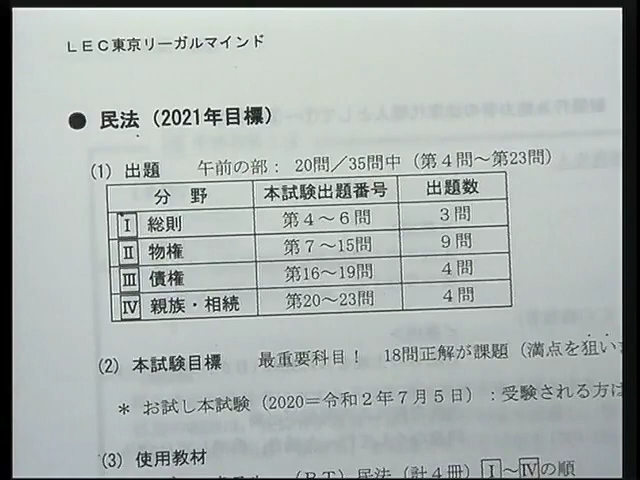 LEC東京リーガルマインド
● 民法（2021年目標）
(1) 出題　午前の部： 20問／35問中（第4問～第23問）
分　野　本試験出題番号　出題数
Ⅰ 総則　第4～6問　3問
Ⅱ 物権　第7～15問　9問
Ⅲ 債権　第16～19問　4問
Ⅳ 親族・相続　第20～23問　4問
(2) 本試験目標　最重要科目！　18問正解が課題（満点を狙い
＊ お試し本試験（2020＝令和2年7月5日）：受験される方は
(3) 使用教材
民法（計4冊）Ⅰ～Ⅳの順